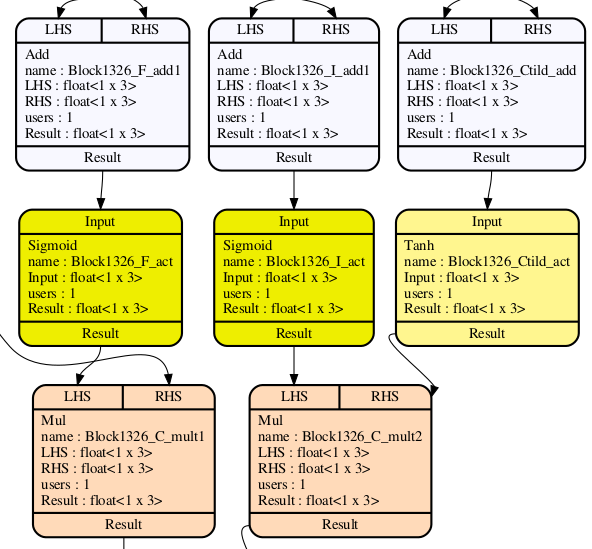 LHS RHS
Add
name : Block1326_F_add1
LHS : float<1 x 3>
RHS : float<1 x 3>
users : 1
Result : float<1 x 3>
Result
LHS RHS
Add
name : Block1326_I_add1
LHS : float<1 x 3>
RHS : float<1 x 3>
users : 1
Result : float<1 x 3>
Result
LHS RHS
Add
name : Block1326_Ctild_add
LHS : float<1 x 3>
RHS : float<1 x 3>
users : 1
Result : float<1 x 3>
Result
Input
Sigmoid
name : Block1326_F_act
Input : float<1 x 3>
users : 1
Result : float<1 x 3>
Result
Input
Sigmoid
name : Block1326_I_act
Input : float<1 x 3>
users : 1
Result : float<1 x 3>
Result
Input
Tanh
name : Block1326_Ctild_act
Input : float<1 x 3>
users : 1
Result : float<1 x 3>
Result
LHS RHS
Mul
name : Block1326_C_mult1
LHS : float<1 x 3>
RHS : float<1 x 3>
users : 1
Result : float<1 x 3>
Result
LHS RHS
Mul
name : Block1326_C_mult2
LHS : float<1 x 3>
RHS : float<1 x 3>
users : 1
Result : float<1 x 3>
Result